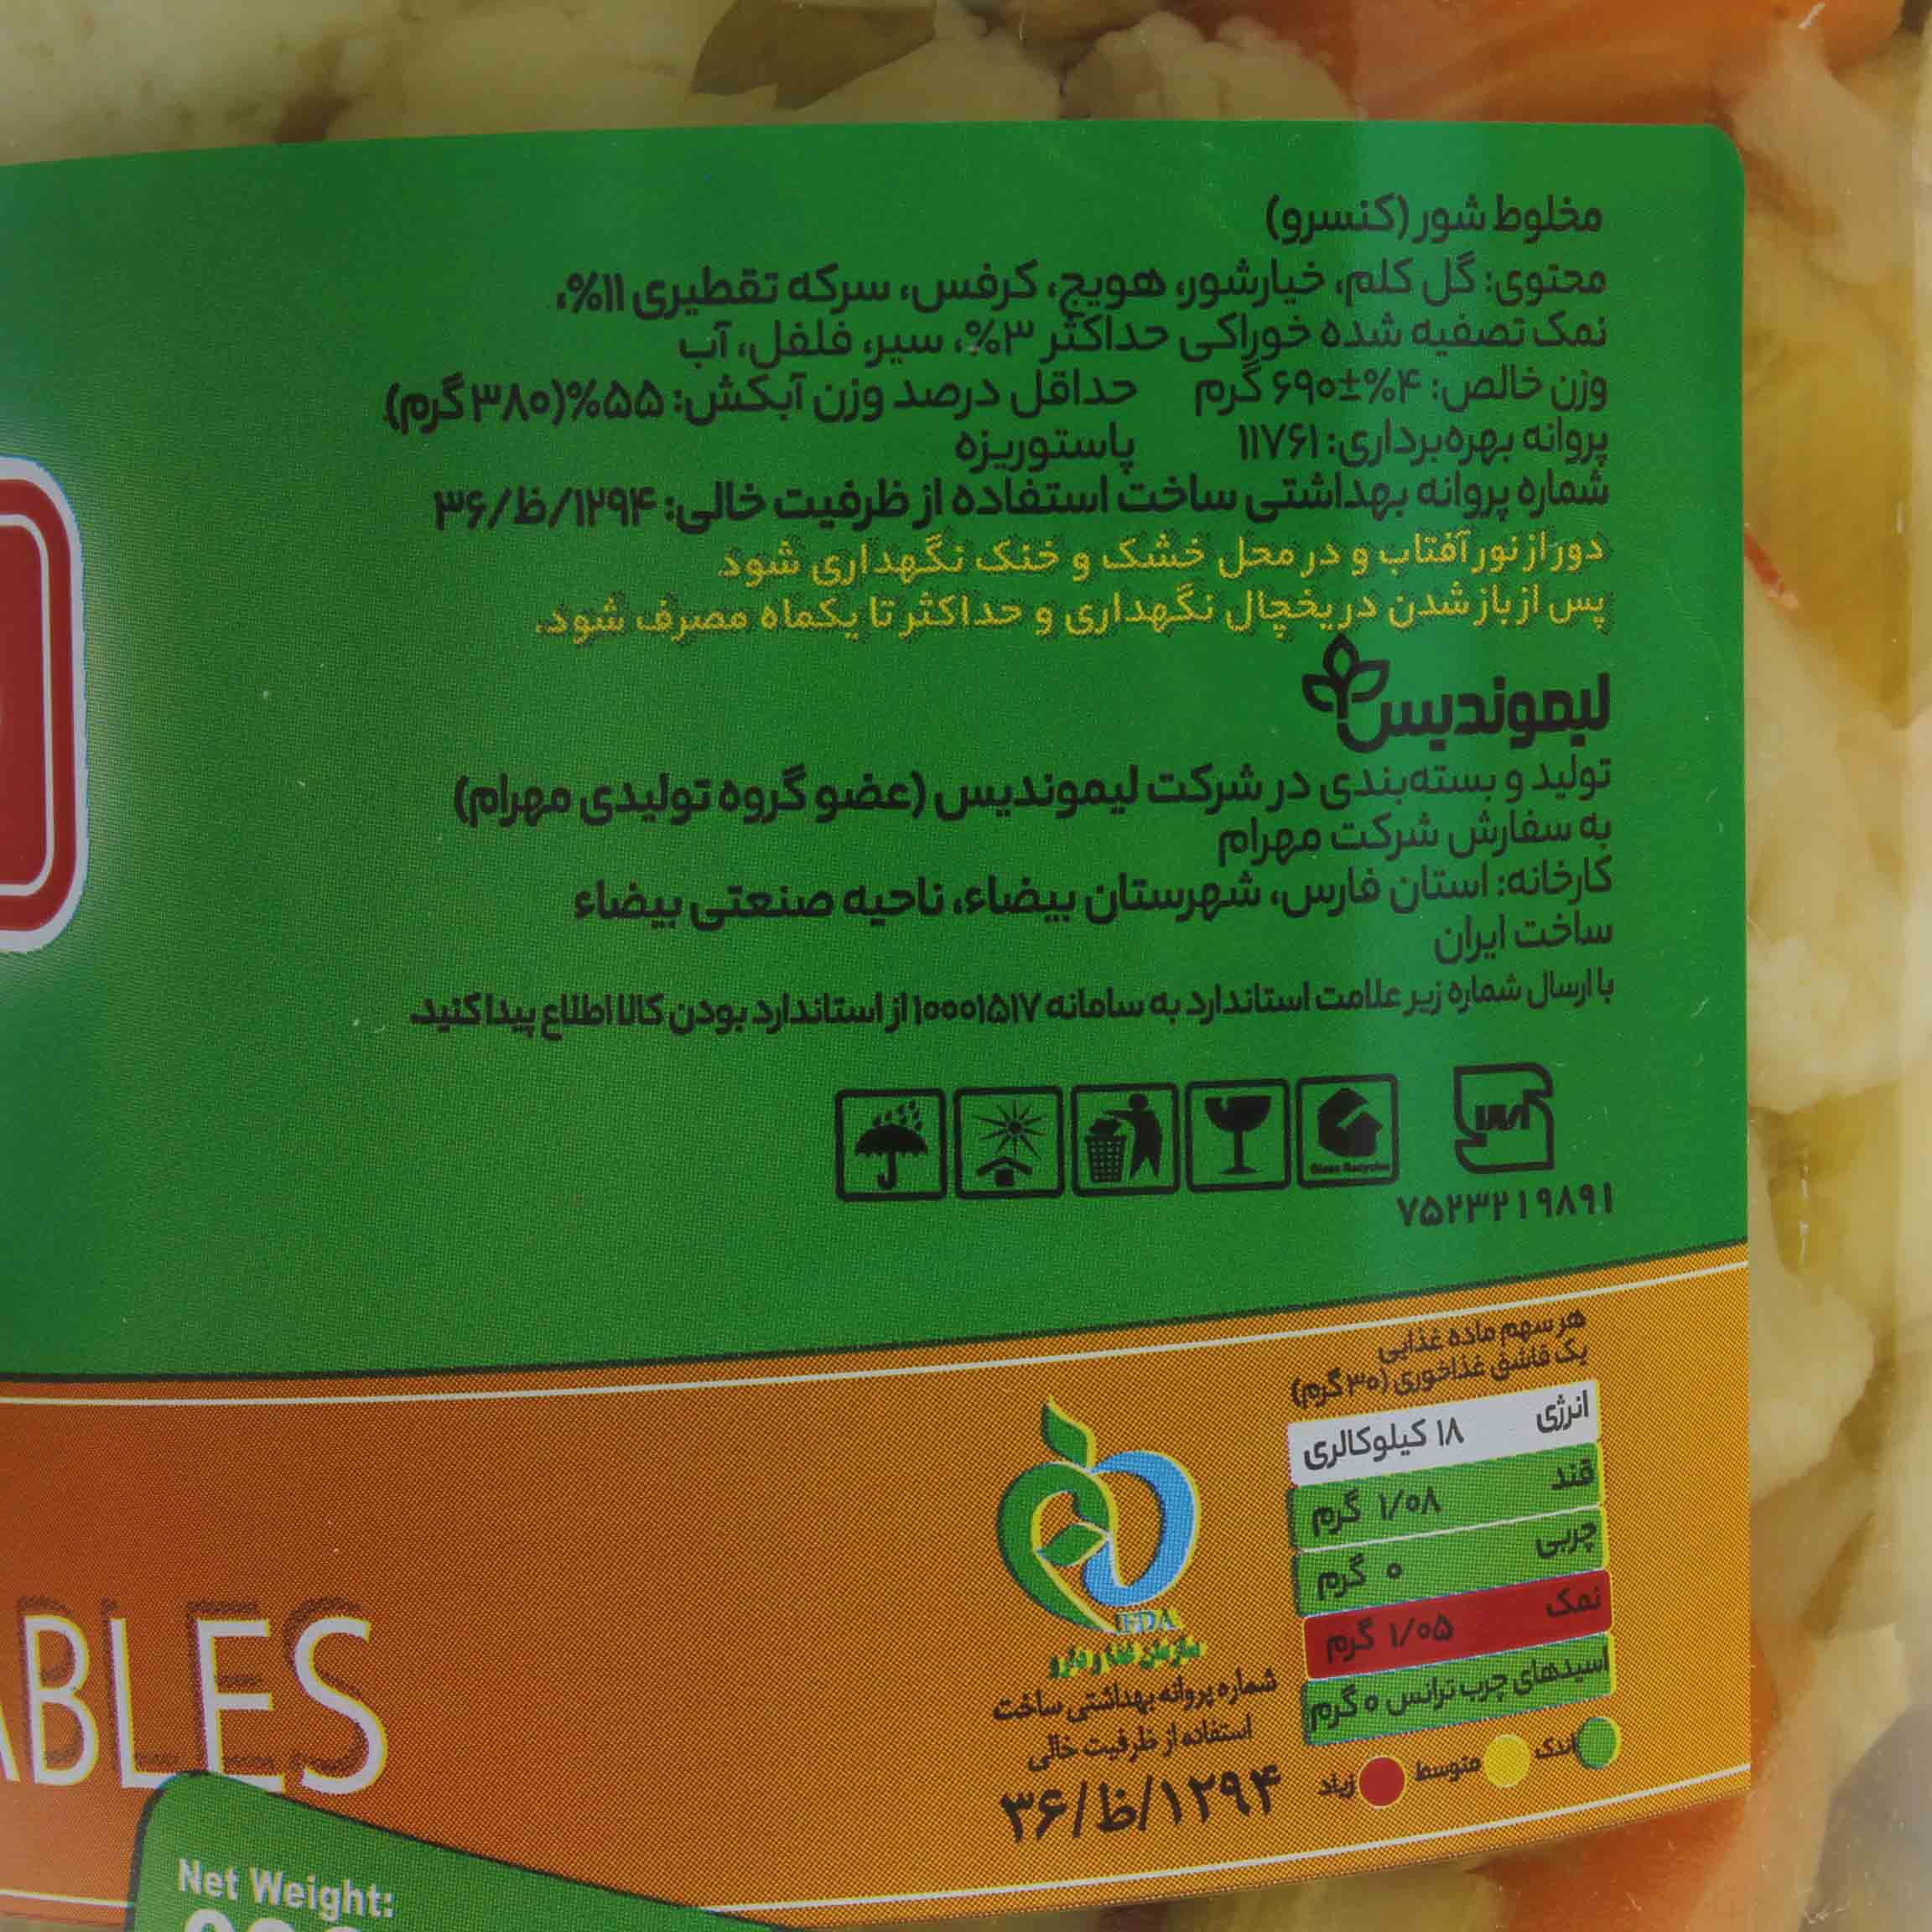 مخلوط شور (کنسرو)
محتوی: گل کلم، خیارشور، هویج، کرفس، سرکه تقطیری ۱۱%،
نمک تصفیه شده خوراکی حداکثر ۳%، سیر، فلفل، آب
وزن خالص: ۴%±۶۹۰ گرم حداقل درصد وزن آبکش: ۵۵%(۳۸۰ گرم)
پروانه بهره‌برداری: ۱۱۷۶۱ پاستوریزه
شماره پروانه بهداشتی ساخت استفاده از ظرفیت خالی: ۳۶/ظ/۱۲۹۴
دور از نور آفتاب و در محل خشک و خنک نگهداری شود
پس از باز شدن در یخچال نگهداری و حداکثر تا یکماه مصرف شود.
لیموندیس
تولید و بسته‌بندی در شرکت لیموندیس (عضو گروه تولیدی مهرام)
به سفارش شرکت مهرام
کارخانه: استان فارس، شهرستان بیضاء، ناحیه صنعتی بیضاء
ساخت ایران
با ارسال شماره زیر علامت استاندارد به سامانه ۱۰۰۰۱۵۱۷ از استاندارد بودن کالا اطلاع پیدا کنید.
Glass Recycles
۷۵۲۳۲۱۹۸۹۱
هر سهم ماده غذایی
یک قاشق غذاخوری (۳۰ گرم)
انرژی ۱۸ کیلوکالری
قند ۱/۰۸ گرم
چربی ۰ گرم
نمک ۱/۰۵ گرم
اسیدهای چرب ترانس ۰ گرم
اندک متوسط زیاد
FDA
سازمان غذا و دارو
شماره پروانه بهداشتی ساخت
استفاده از ظرفیت خالی
۳۶/ظ/۱۲۹۴
ABLES
Net Weight: